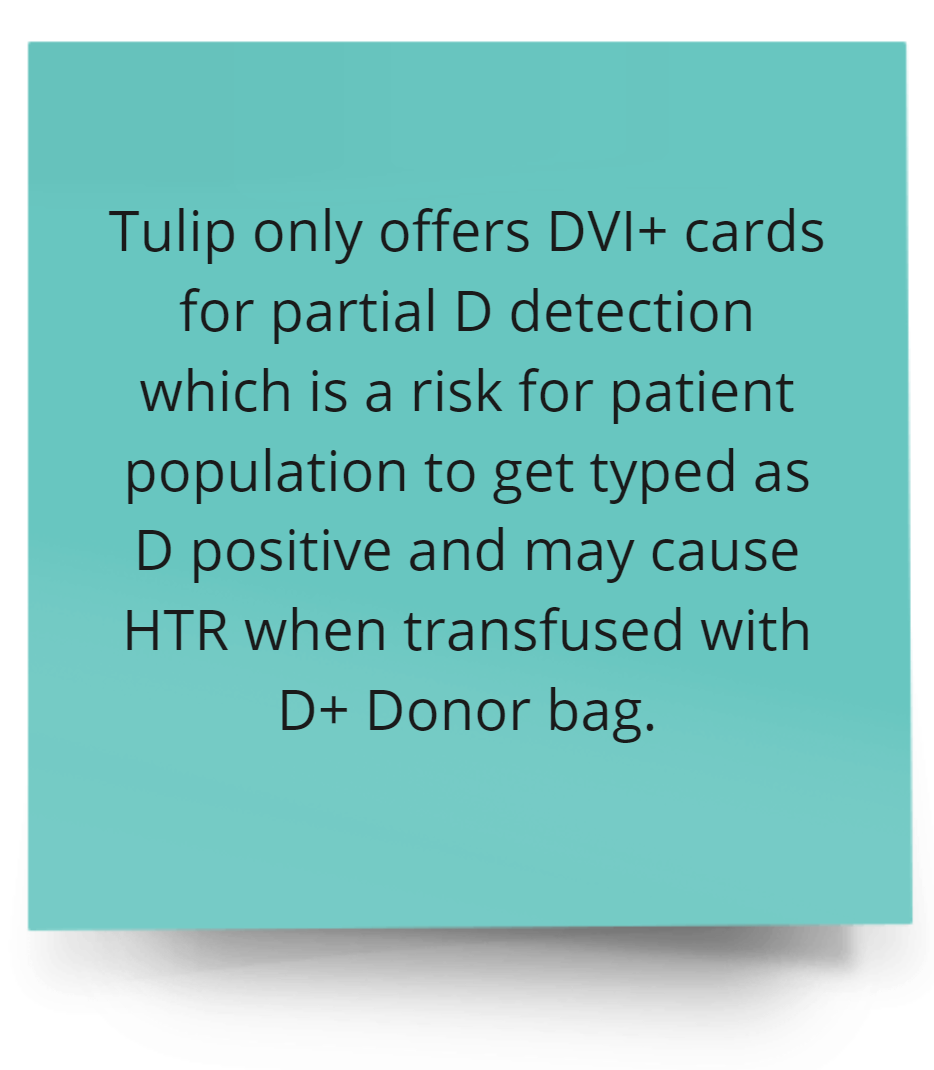 Tulip only offers DVI+ cards
for partial D detection
which is a risk for patient
population to get typed as
D positive and may cause
HTR when transfused with
D+ Donor bag.